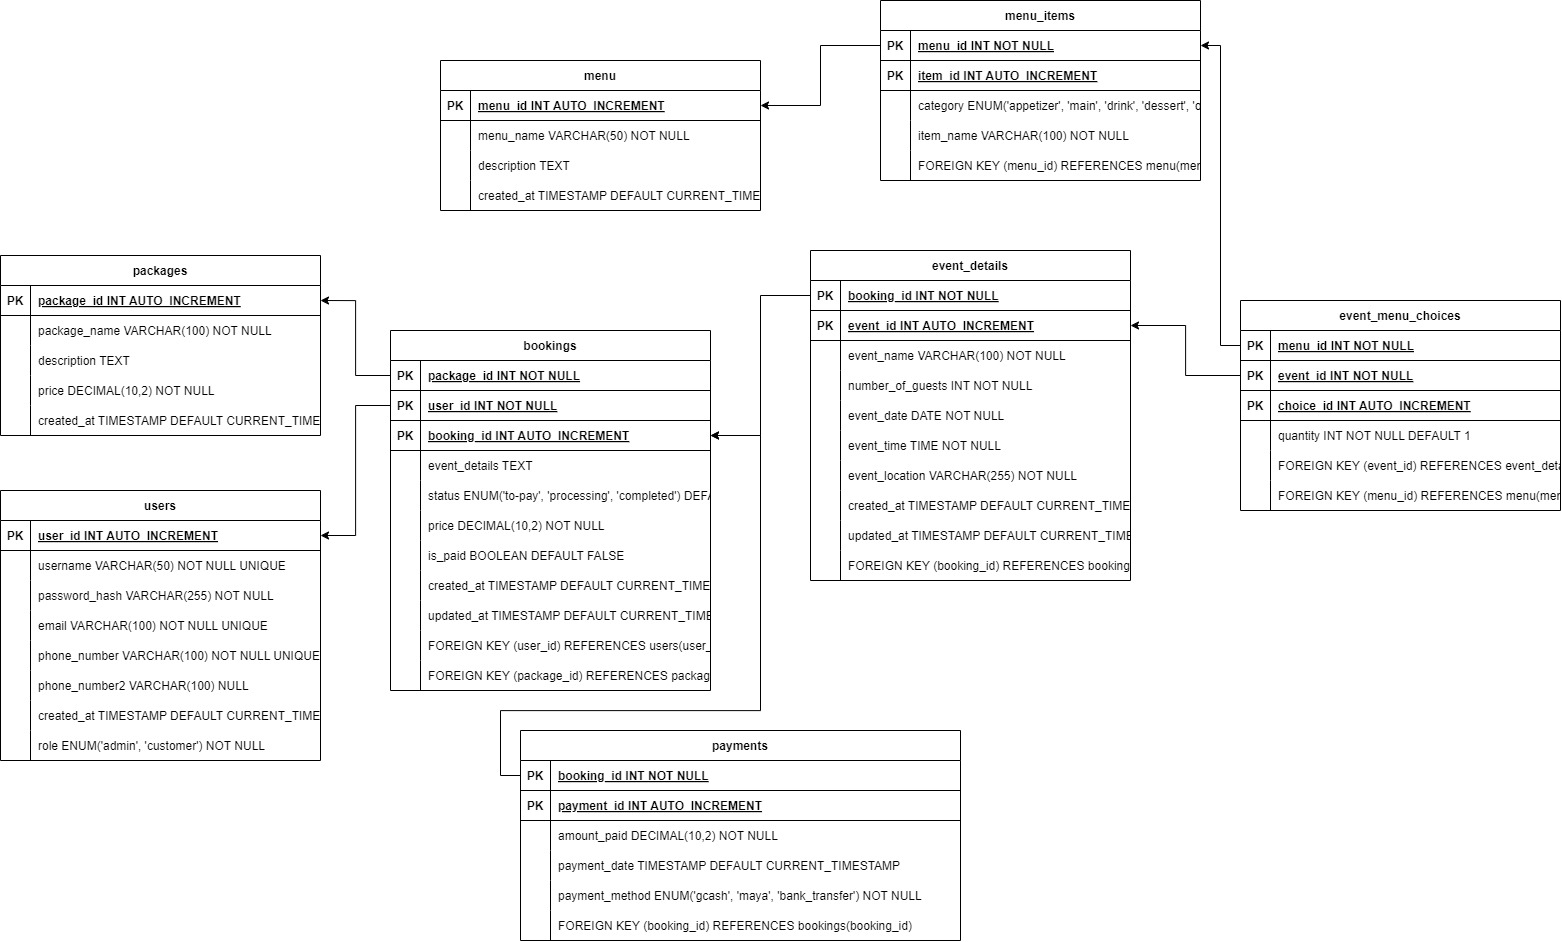 menu_items
PK menu_id INT NOT NULL
PK item_id INT AUTO_INCREMENT
category ENUM('appetizer', 'main', 'drink', 'dessert', 'o
item_name VARCHAR(100) NOT NULL
FOREIGN KEY (menu_id) REFERENCES menu(men
menu
PK menu_id INT AUTO_INCREMENT
menu_name VARCHAR(50) NOT NULL
description TEXT
created_at TIMESTAMP DEFAULT CURRENT_TIME
packages
PK package_id INT AUTO_INCREMENT
package_name VARCHAR(100) NOT NULL
description TEXT
price DECIMAL(10,2) NOT NULL
created_at TIMESTAMP DEFAULT CURRENT_TIME
bookings
PK package_id INT NOT NULL
PK user_id INT NOT NULL
PK booking_id INT AUTO_INCREMENT
event_details TEXT
status ENUM('to-pay', 'processing', 'completed') DEFA
price DECIMAL(10,2) NOT NULL
is_paid BOOLEAN DEFAULT FALSE
created_at TIMESTAMP DEFAULT CURRENT_TIME
updated_at TIMESTAMP DEFAULT CURRENT_TIME
FOREIGN KEY (user_id) REFERENCES users(user_
FOREIGN KEY (package_id) REFERENCES packag
event_details
PK booking_id INT NOT NULL
PK event_id INT AUTO_INCREMENT
event_name VARCHAR(100) NOT NULL
number_of_guests INT NOT NULL
event_date DATE NOT NULL
event_time TIME NOT NULL
event_location VARCHAR(255) NOT NULL
created_at TIMESTAMP DEFAULT CURRENT_TIME
updated_at TIMESTAMP DEFAULT CURRENT_TIME
FOREIGN KEY (booking_id) REFERENCES booking
event_menu_choices
PK menu_id INT NOT NULL
PK event_id INT NOT NULL
PK choice_id INT AUTO_INCREMENT
quantity INT NOT NULL DEFAULT 1
FOREIGN KEY (event_id) REFERENCES event_deta
FOREIGN KEY (menu_id) REFERENCES menu(men
users
PK user_id INT AUTO_INCREMENT
username VARCHAR(50) NOT NULL UNIQUE
password_hash VARCHAR(255) NOT NULL
email VARCHAR(100) NOT NULL UNIQUE
phone_number VARCHAR(100) NOT NULL UNIQUE
phone_number2 VARCHAR(100) NULL
created_at TIMESTAMP DEFAULT CURRENT_TIME
role ENUM('admin', 'customer') NOT NULL
payments
PK booking_id INT NOT NULL
PK payment_id INT AUTO_INCREMENT
amount_paid DECIMAL(10,2) NOT NULL
payment_date TIMESTAMP DEFAULT CURRENT_TIMESTAMP
payment_method ENUM('gcash', 'maya', 'bank_transfer') NOT NULL
FOREIGN KEY (booking_id) REFERENCES bookings(booking_id)